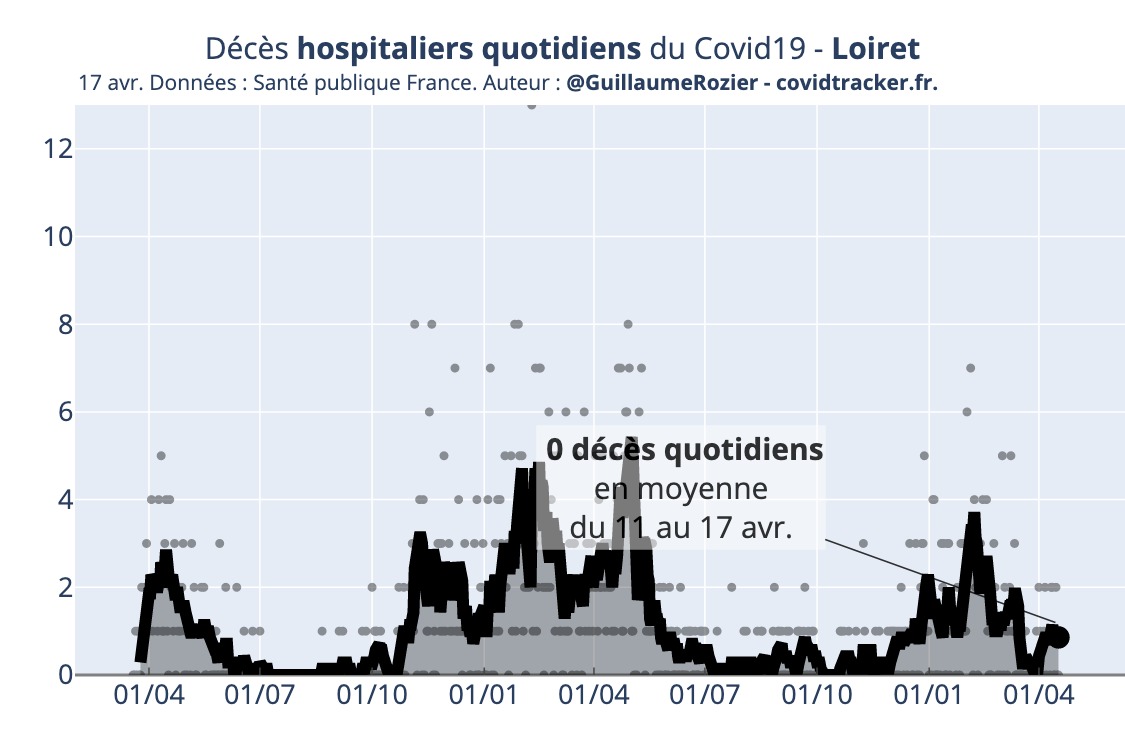 Décès hospitaliers quotidiens du Covid19 - Loiret
17 avr. Données : Santé publique France. Auteur : @GuillaumeRozier - covidtracker.fr.
12
10
8
6
4
2
0
0 décès quotidiens
en moyenne
du 11 au 17 avr.
01/04 01/07 01/10 01/01 01/04 01/07 01/10 01/01 01/04